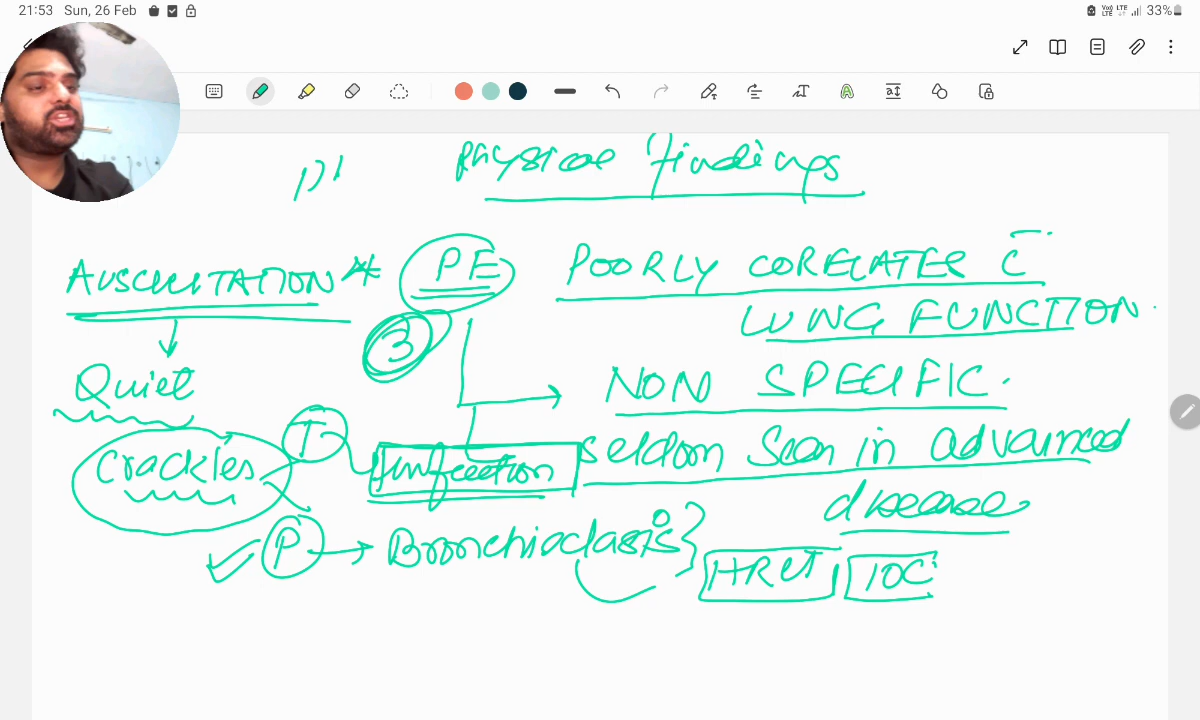 21:53 Sun, 26 Feb 33%
Physical findings
AUSCULTATION * PE POORLY CORELATES C̄
LUNG FUNCTION.
3
Quiet NON SPECIFIC.
Crackles T infection seldom seen in advanced
disease
P → Bronchiectasis } HRCT IOC